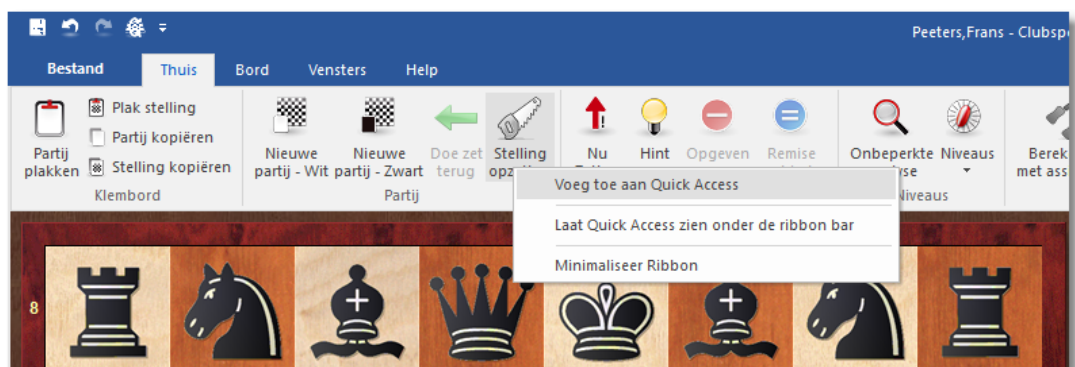 Peeters,Frans - Clubsp
Bestand Thuis Bord Vensters Help
Plak stelling
Partij kopiëren
Stelling kopiëren
Partij
plakken
Klembord
Nieuwe
partij - Wit
Nieuwe
partij - Zwart
Doe zet
terug
Stelling
Partij
Nu
Hint
Opgeven
Remise
Onbeperkte
Niveaus
Niveaus
Berek
met ass
Voeg toe aan Quick Access
Laat Quick Access zien onder de ribbon bar
Minimaliseer Ribbon
8